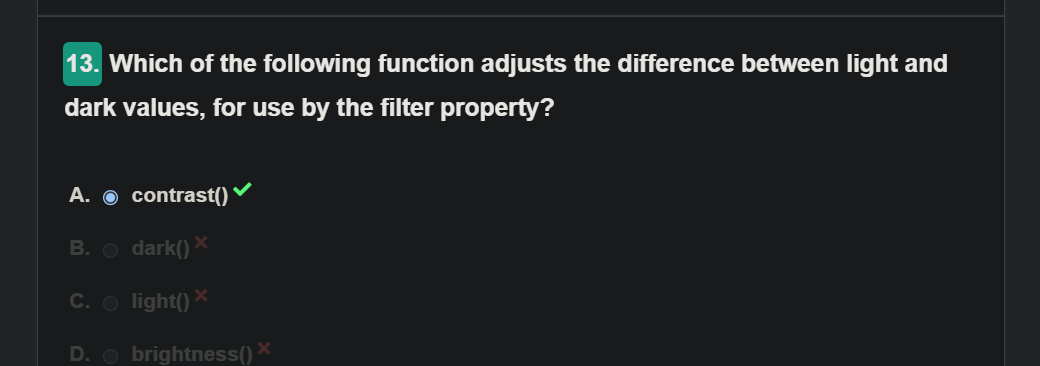 13. Which of the following function adjusts the difference between light and
dark values, for use by the filter property?
A. contrast()
B. dark()
C. light()
D. brightness()